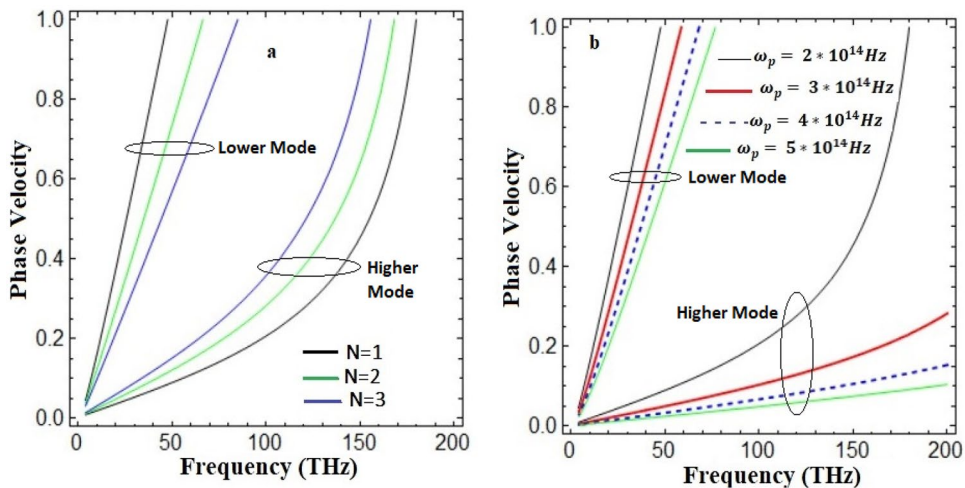 a
Phase Velocity
1.0
0.8
0.6
0.4
0.2
0.0
Lower Mode
Higher
Mode
N=1
N=2
N=3
0 50 100 150 200
Frequency (THz)
b
Phase Velocity
1.0
0.8
0.6
0.4
0.2
0.0
ω_p = 2 * 10^14 Hz
ω_p = 3 * 10^14 Hz
ω_p = 4 * 10^14 Hz
ω_p = 5 * 10^14 Hz
Lower Mode
Higher Mode
0 50 100 150 200
Frequency (THz)